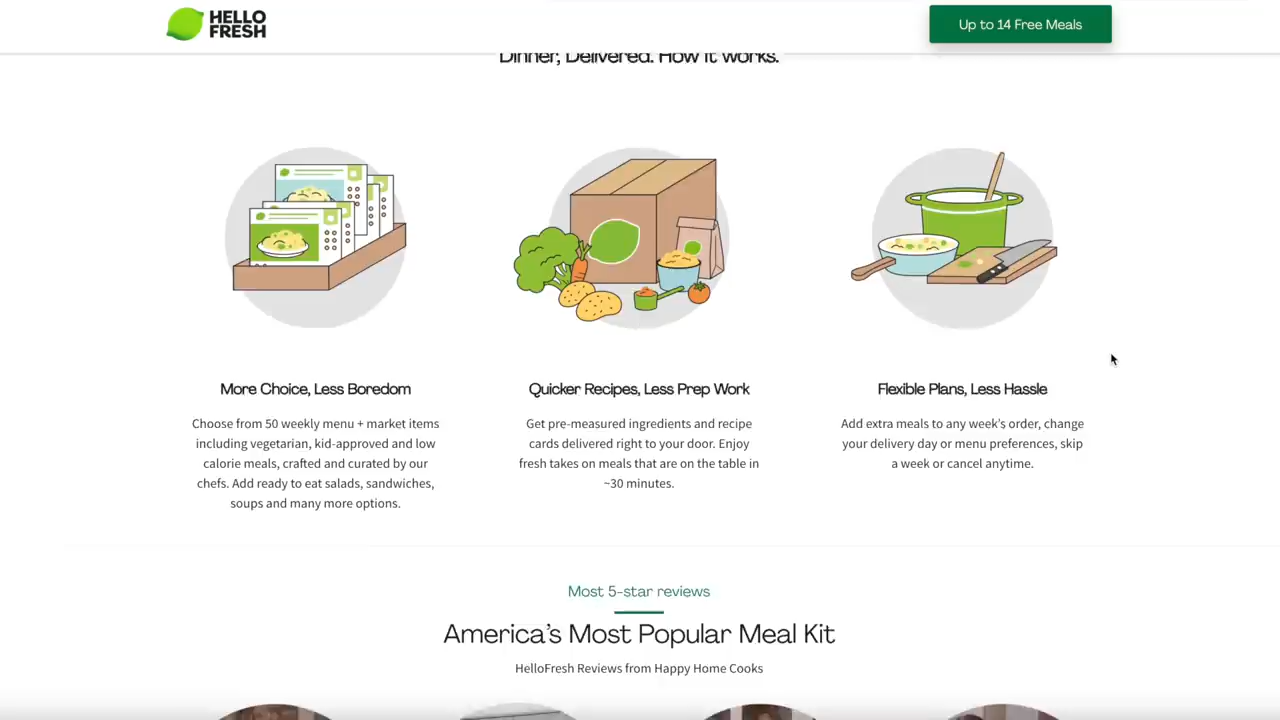 HELLO
FRESH
Up to 14 Free Meals
Dinner, Delivered. How it works.
More Choice, Less Boredom
Choose from 50 weekly menu + market items
including vegetarian, kid-approved and low
calorie meals, crafted and curated by our
chefs. Add ready to eat salads, sandwiches,
soups and many more options.
Quicker Recipes, Less Prep Work
Get pre-measured ingredients and recipe
cards delivered right to your door. Enjoy
fresh takes on meals that are on the table in
~30 minutes.
Flexible Plans, Less Hassle
Add extra meals to any week's order, change
your delivery day or menu preferences, skip
a week or cancel anytime.
Most 5-star reviews
America's Most Popular Meal Kit
HelloFresh Reviews from Happy Home Cooks